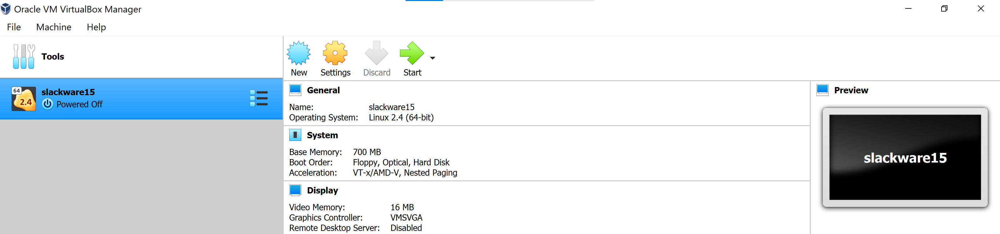 Oracle VM VirtualBox Manager
File Machine Help
Tools
New Settings Discard Start
64
2.4
slackware15
Powered Off
General
Name: slackware15
Operating System: Linux 2.4 (64-bit)
System
Base Memory: 700 MB
Boot Order: Floppy, Optical, Hard Disk
Acceleration: VT-x/AMD-V, Nested Paging
Display
Video Memory: 16 MB
Graphics Controller: VMSVGA
Remote Desktop Server: Disabled
Preview
slackware15